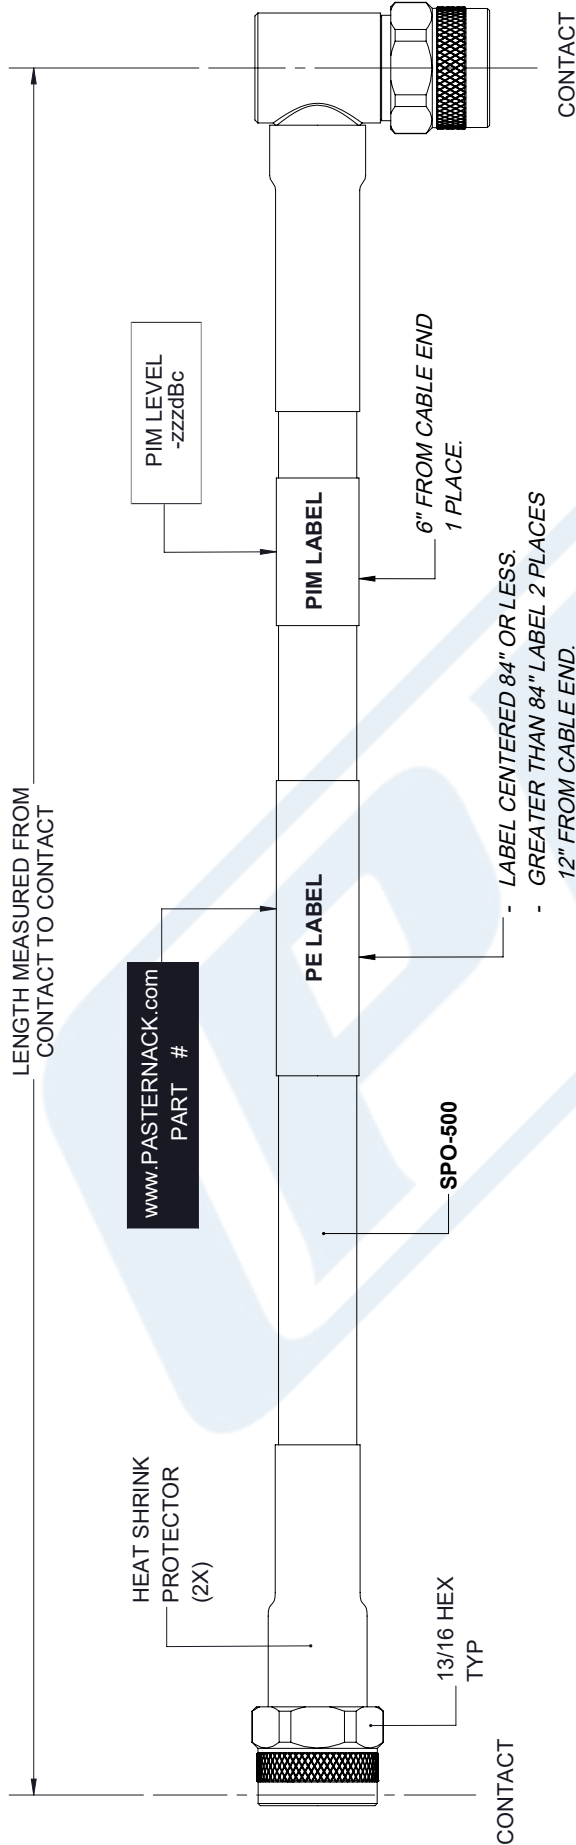 LENGTH MEASURED FROM
CONTACT TO CONTACT
HEAT SHRINK
PROTECTOR
(2X)
www.PASTERNACK.com
PART #
PIM LEVEL
-zzzdBc
PE LABEL
PIM LABEL
13/16 HEX
TYP
SPO-500
- LABEL CENTERED 84" OR LESS.
- GREATER THAN 84" LABEL 2 PLACES
12" FROM CABLE END.
6" FROM CABLE END
1 PLACE.
CONTACT
CONTACT